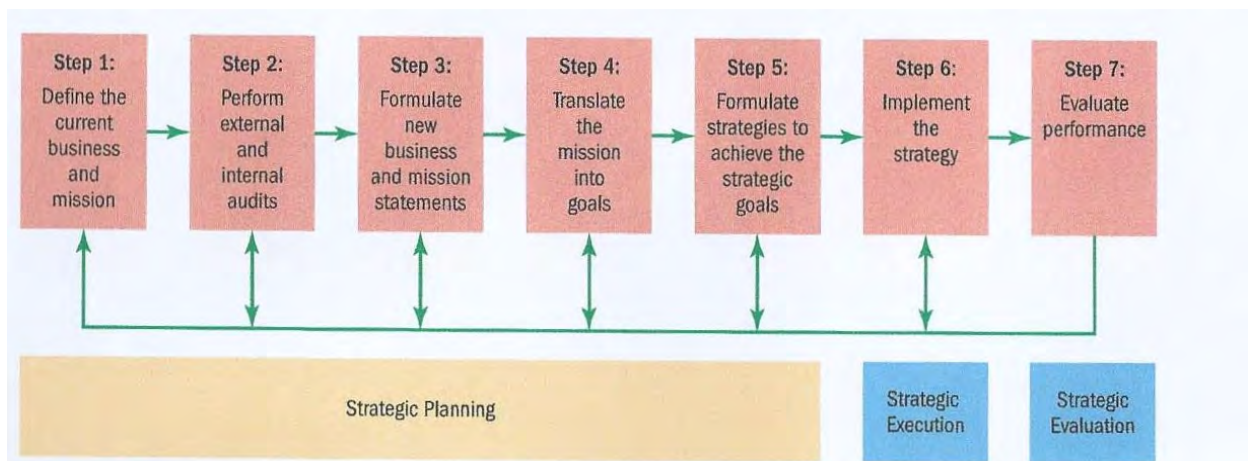 Step 1:
Define the
current
business
and
mission
Step 2:
Perform
external
and
internal
audits
Step 3:
Formulate
new
business
and mission
statements
Step 4:
Translate
the
mission
into
goals
Step 5:
Formulate
strategies to
achieve the
strategic
goals
Step 6:
Implement
the
strategy
Step 7:
Evaluate
performance
Strategic Planning
Strategic
Execution
Strategic
Evaluation